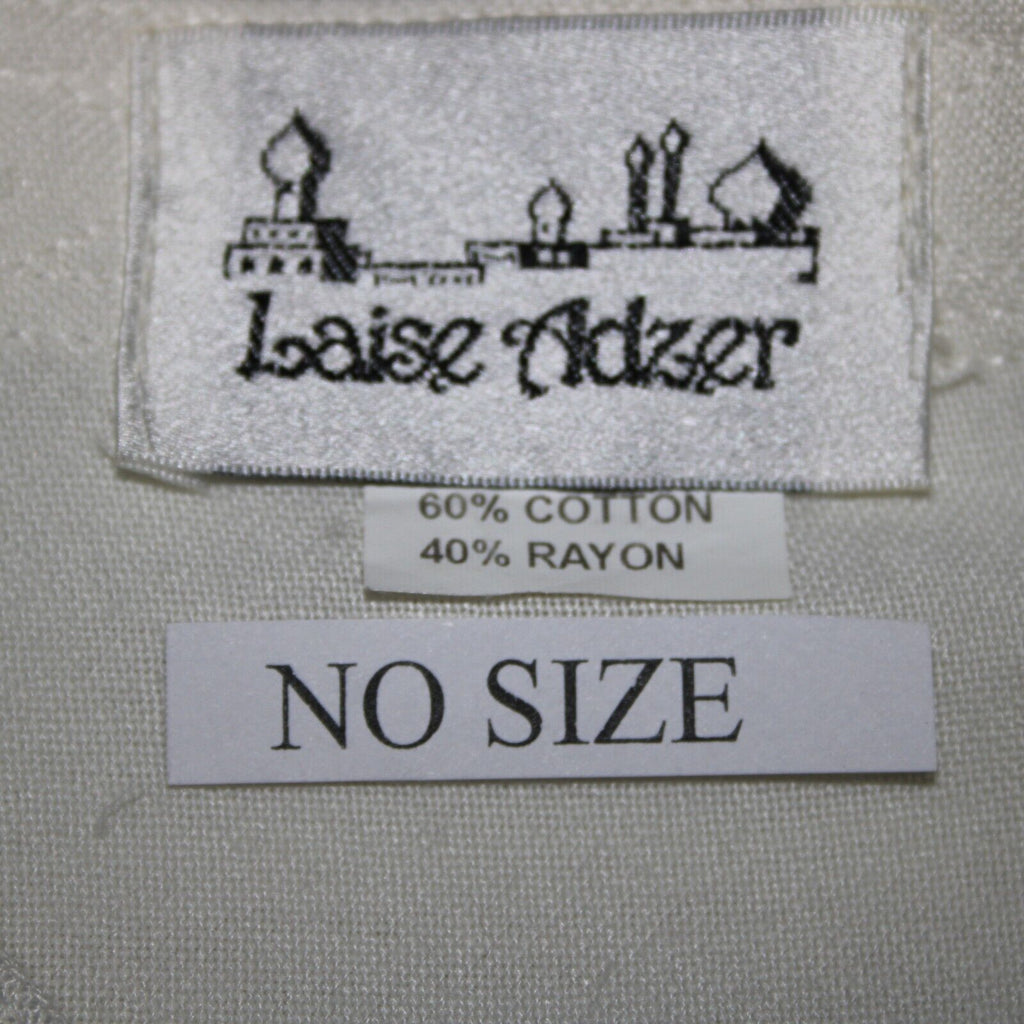 Laise Adzer
60% COTTON
40% RAYON
NO SIZE